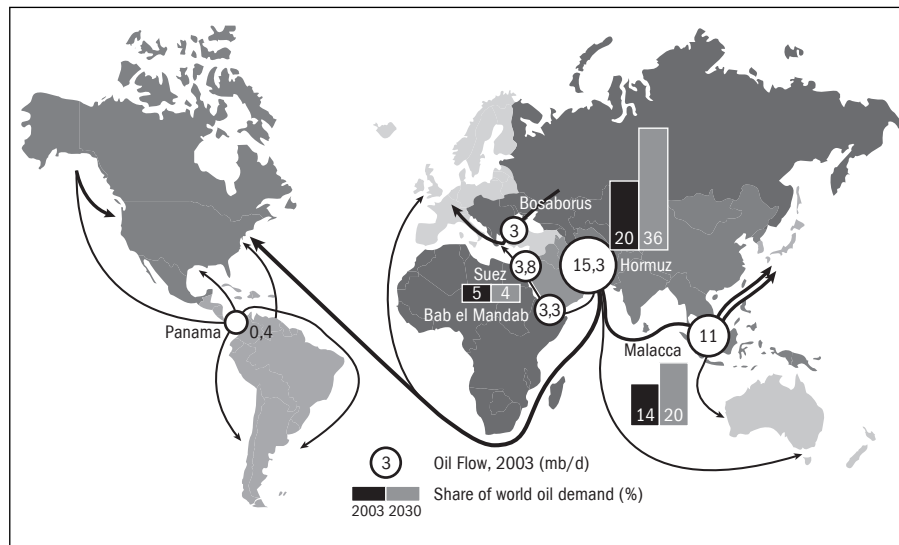 Bosaborus
3
20 36
15,3
Hormuz
3,8
Suez
5 4
3,3
Bab el Mandab
Panama
0,4
Malacca
11
14 20
3
Oil Flow, 2003 (mb/d)
Share of world oil demand (%)
2003 2030